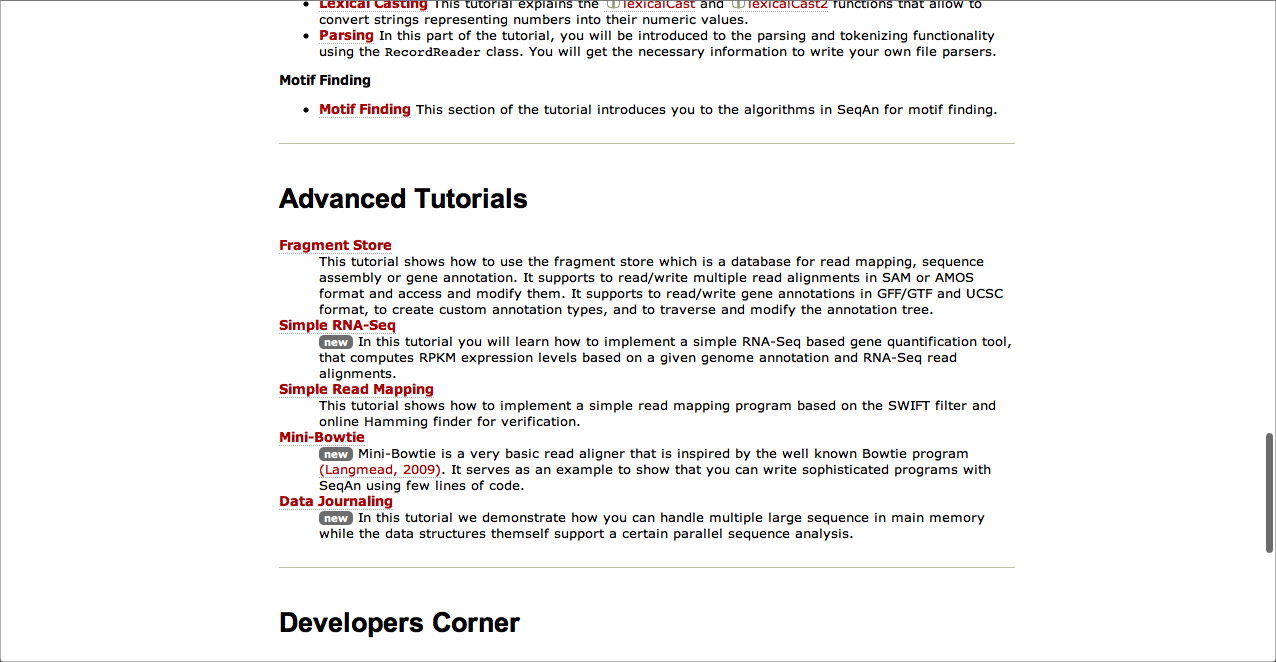 Lexical Casting This tutorial explains the lexicalCast and lexicalCast2 functions that allow to
convert strings representing numbers into their numeric values.
Parsing In this part of the tutorial, you will be introduced to the parsing and tokenizing functionality
using the RecordReader class. You will get the necessary information to write your own file parsers.
Motif Finding
Motif Finding This section of the tutorial introduces you to the algorithms in SeqAn for motif finding.
Advanced Tutorials
Fragment Store
This tutorial shows how to use the fragment store which is a database for read mapping, sequence
assembly or gene annotation. It supports to read/write multiple read alignments in SAM or AMOS
format and access and modify them. It supports to read/write gene annotations in GFF/GTF and UCSC
format, to create custom annotation types, and to traverse and modify the annotation tree.
Simple RNA-Seq
new In this tutorial you will learn how to implement a simple RNA-Seq based gene quantification tool,
that computes RPKM expression levels based on a given genome annotation and RNA-Seq read
alignments.
Simple Read Mapping
This tutorial shows how to implement a simple read mapping program based on the SWIFT filter and
online Hamming finder for verification.
Mini-Bowtie
new Mini-Bowtie is a very basic read aligner that is inspired by the well known Bowtie program
(Langmead, 2009). It serves as an example to show that you can write sophisticated programs with
SeqAn using few lines of code.
Data Journaling
new In this tutorial we demonstrate how you can handle multiple large sequence in main memory
while the data structures themself support a certain parallel sequence analysis.
Developers Corner